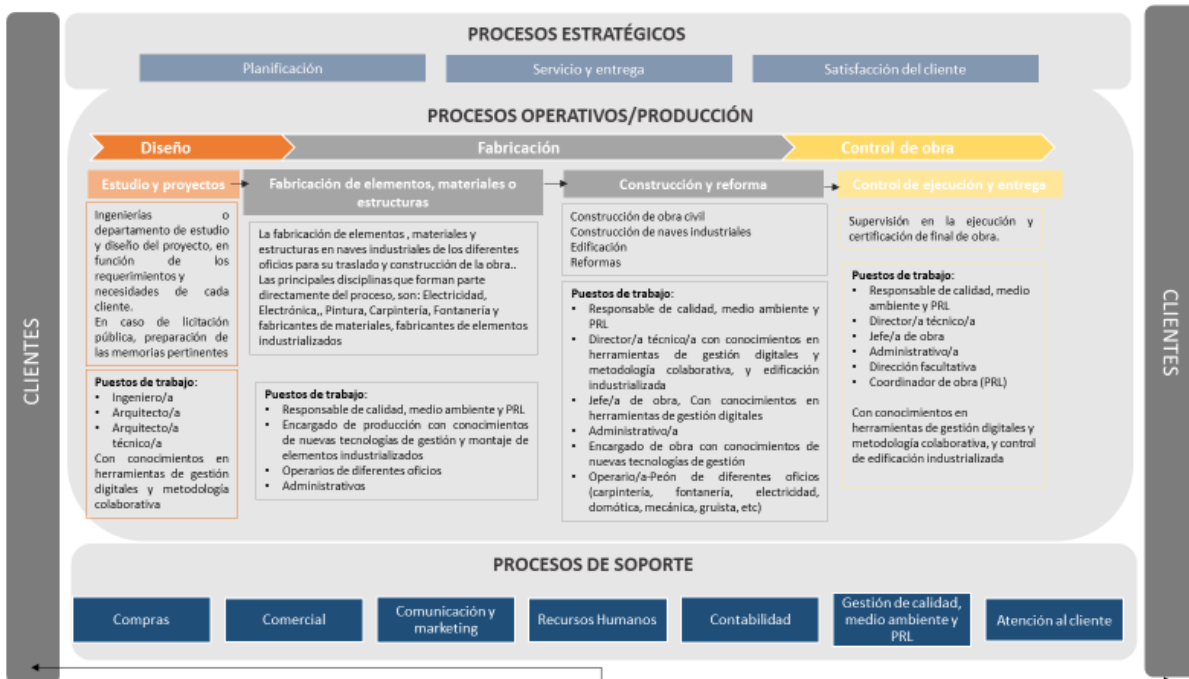 CLIENTES
PROCESOS ESTRATÉGICOS
Planificación
Servicio y entrega
Satisfacción del cliente
PROCESOS OPERATIVOS/PRODUCCIÓN
Diseño
Fabricación
Control de obra
Estudio y proyectos
Ingenierías o
departamento de estudio
y diseño del proyecto, en
función de los
requerimientos y
necesidades de cada
cliente.
En caso de licitación
pública, preparación de
las memorias pertinentes
Puestos de trabajo:
▪ Ingeniero/a
▪ Arquitecto/a
▪ Arquitecto/a
técnico/a
Con conocimientos en
herramientas de gestión
digitales y metodología
colaborativa
Fabricación de elementos, materiales o
estructuras
La fabricación de elementos , materiales y
estructuras en naves industriales de los diferentes
oficios para su traslado y construcción de la obra..
Las principales disciplinas que forman parte
directamente del proceso, son: Electricidad,
Electrónica,, Pintura, Carpintería, Fontanería y
fabricantes de materiales, fabricantes de elementos
industrializados
Puestos de trabajo:
▪ Responsable de calidad, medio ambiente y PRL
▪ Encargado de producción con conocimientos
de nuevas tecnologías de gestión y montaje de
elementos industrializados
▪ Operarios de diferentes oficios
▪ Administrativos
Construcción y reforma
Construcción de obra civil
Construcción de naves industriales
Edificación
Reformas
Puestos de trabajo:
▪ Responsable de calidad, medio ambiente y
PRL
▪ Director/a técnico/a con conocimientos en
herramientas de gestión digitales y
metodología colaborativa, y edificación
industrializada
▪ Jefe/a de obra, Con conocimientos en
herramientas de gestión digitales
▪ Administrativo/a
▪ Encargado de obra con conocimientos de
nuevas tecnologías de gestión
▪ Operario/a-Peón de diferentes oficios
(carpintería, fontanería, electricidad,
domótica, mecánica, gruista, etc)
Control de ejecución y entrega
Supervisión en la ejecución y
certificación de final de obra.
Puestos de trabajo:
▪ Responsable de calidad, medio
ambiente y PRL
▪ Director/a técnico/a
▪ Jefe/a de obra
▪ Administrativo/a
▪ Dirección facultativa
▪ Coordinador de obra (PRL)
Con conocimientos en
herramientas de gestión digitales y
metodología colaborativa, y control
de edificación industrializada
PROCESOS DE SOPORTE
Compras
Comercial
Comunicación y
marketing
Recursos Humanos
Contabilidad
Gestión de calidad,
medio ambiente y
PRL
Atención al cliente
CLIENTES